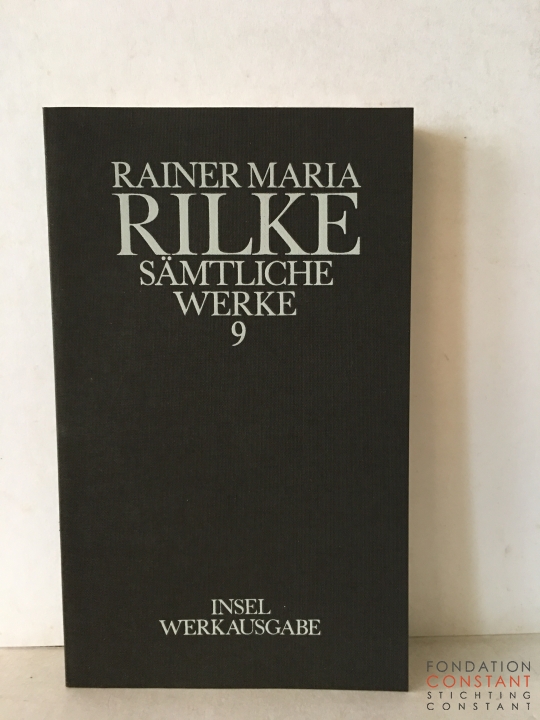 RAINER MARIA
RILKE
SÄMTLICHE
WERKE
9
INSEL
WERKAUSGABE
FONDATION
CONSTANT
STICHTING
CONSTANT